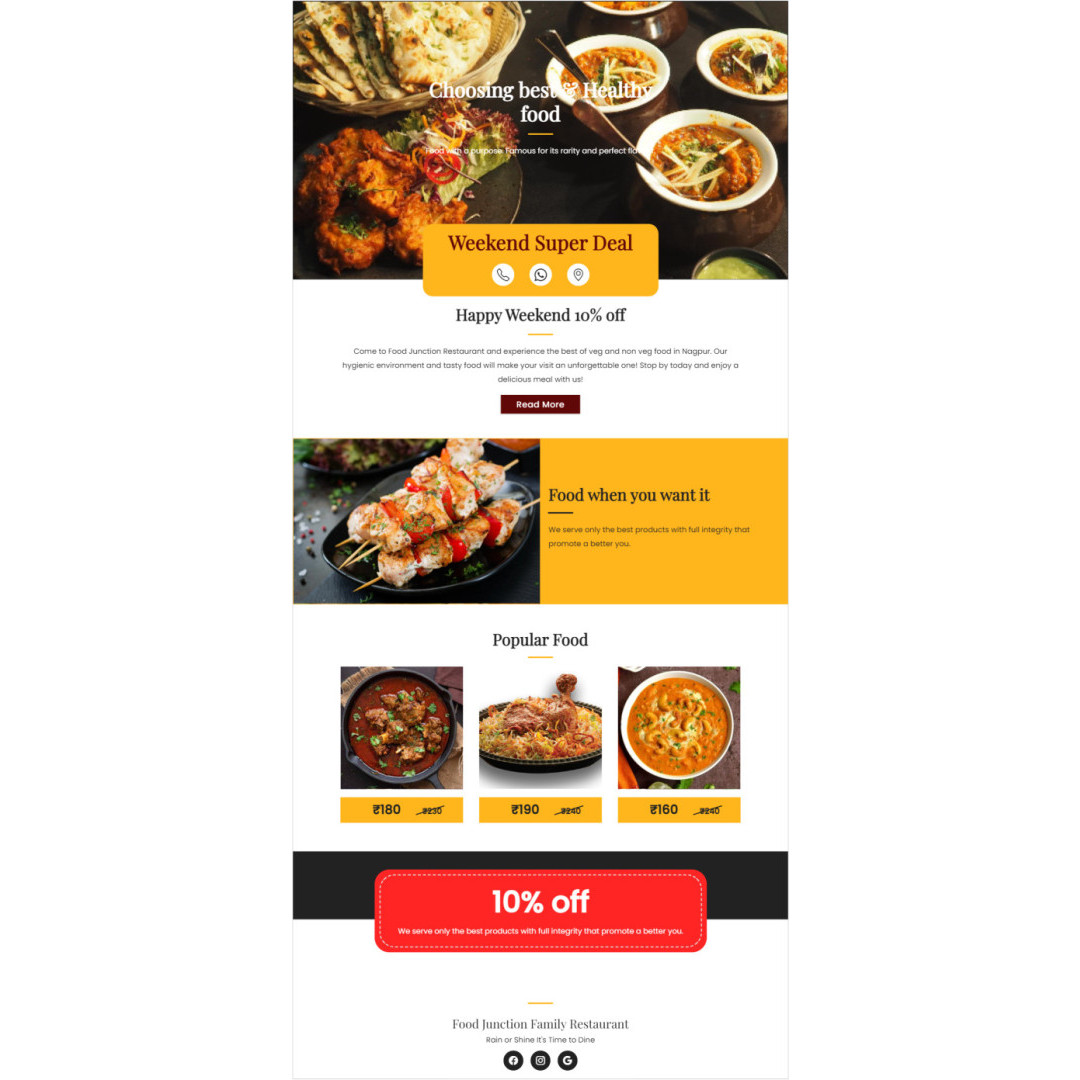 Choosing best & Healthy
food
Food with a purpose. Famous for its rarity and perfect
Weekend Super Deal
Happy Weekend 10% off
Come to Food Junction Restaurant and experience the best of veg and non veg food in Nagpur. Our
hygienic environment and tasty food will make your visit an unforgettable one! Stop by today and enjoy a
delicious meal with us!
Read More
Food when you want it
We serve only the best products with full integrity that
promote a better you.
Popular Food
₹180 ₹230 ₹190 ₹240 ₹160 ₹240
10% off
We serve only the best products with full integrity that promote a better you.
Food Junction Family Restaurant
Rain or Shine It's Time to Dine